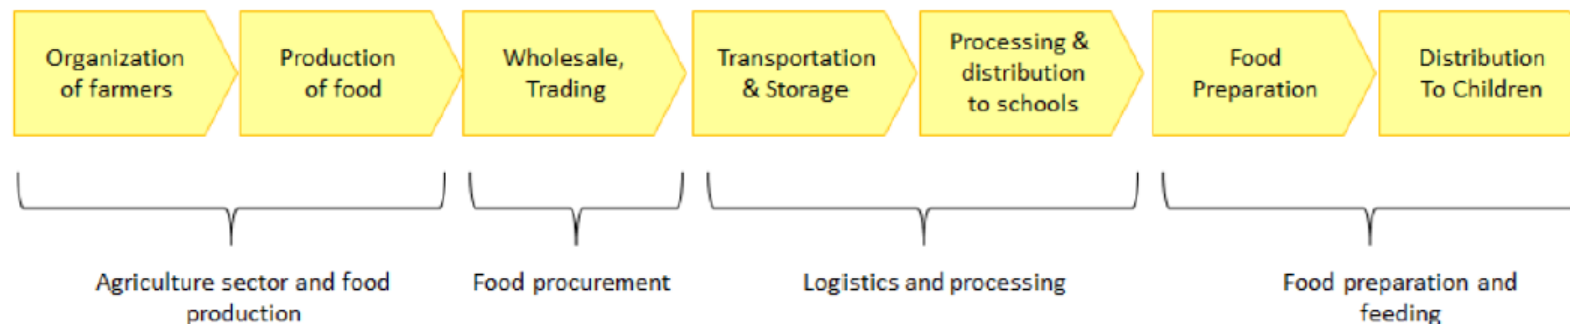 Organization
of farmers
Production
of food
Wholesale,
Trading
Transportation
& Storage
Processing &
distribution
to schools
Food
Preparation
Distribution
To Children
Agriculture sector and food
production
Food procurement
Logistics and processing
Food preparation and
feeding